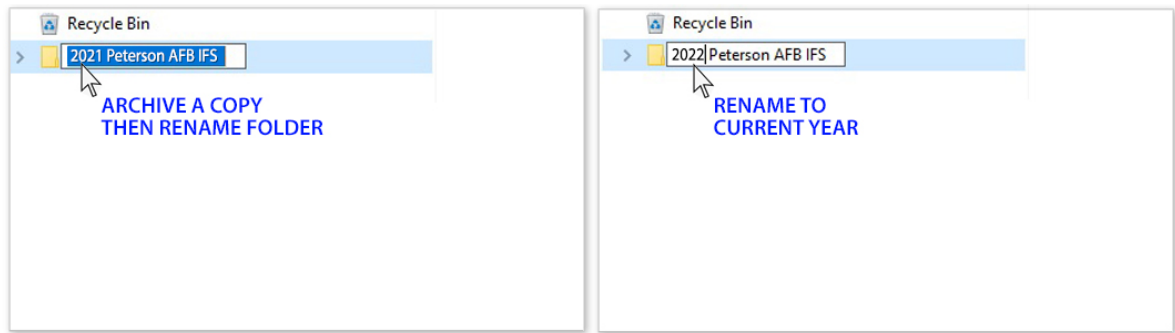 Recycle Bin
2021 Peterson AFB IFS
ARCHIVE A COPY
THEN RENAME FOLDER
Recycle Bin
2022 Peterson AFB IFS
RENAME TO
CURRENT YEAR